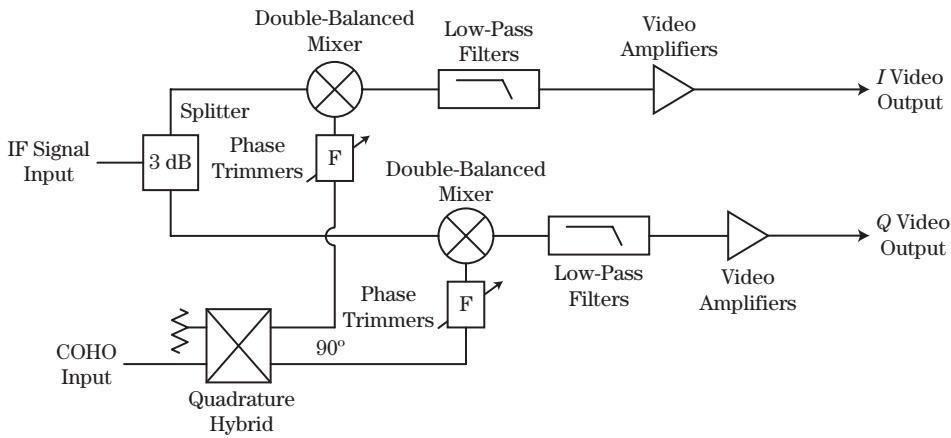 Double-Balanced
Mixer
Low-Pass
Filters
Video
Amplifiers
I Video
Output
Splitter
IF Signal
Input
3 dB
Phase
Trimmers
F
Double-Balanced
Mixer
Q Video
Output
Low-Pass
Filters
Video
Amplifiers
Phase
Trimmers
F
90º
COHO
Input
Quadrature
Hybrid